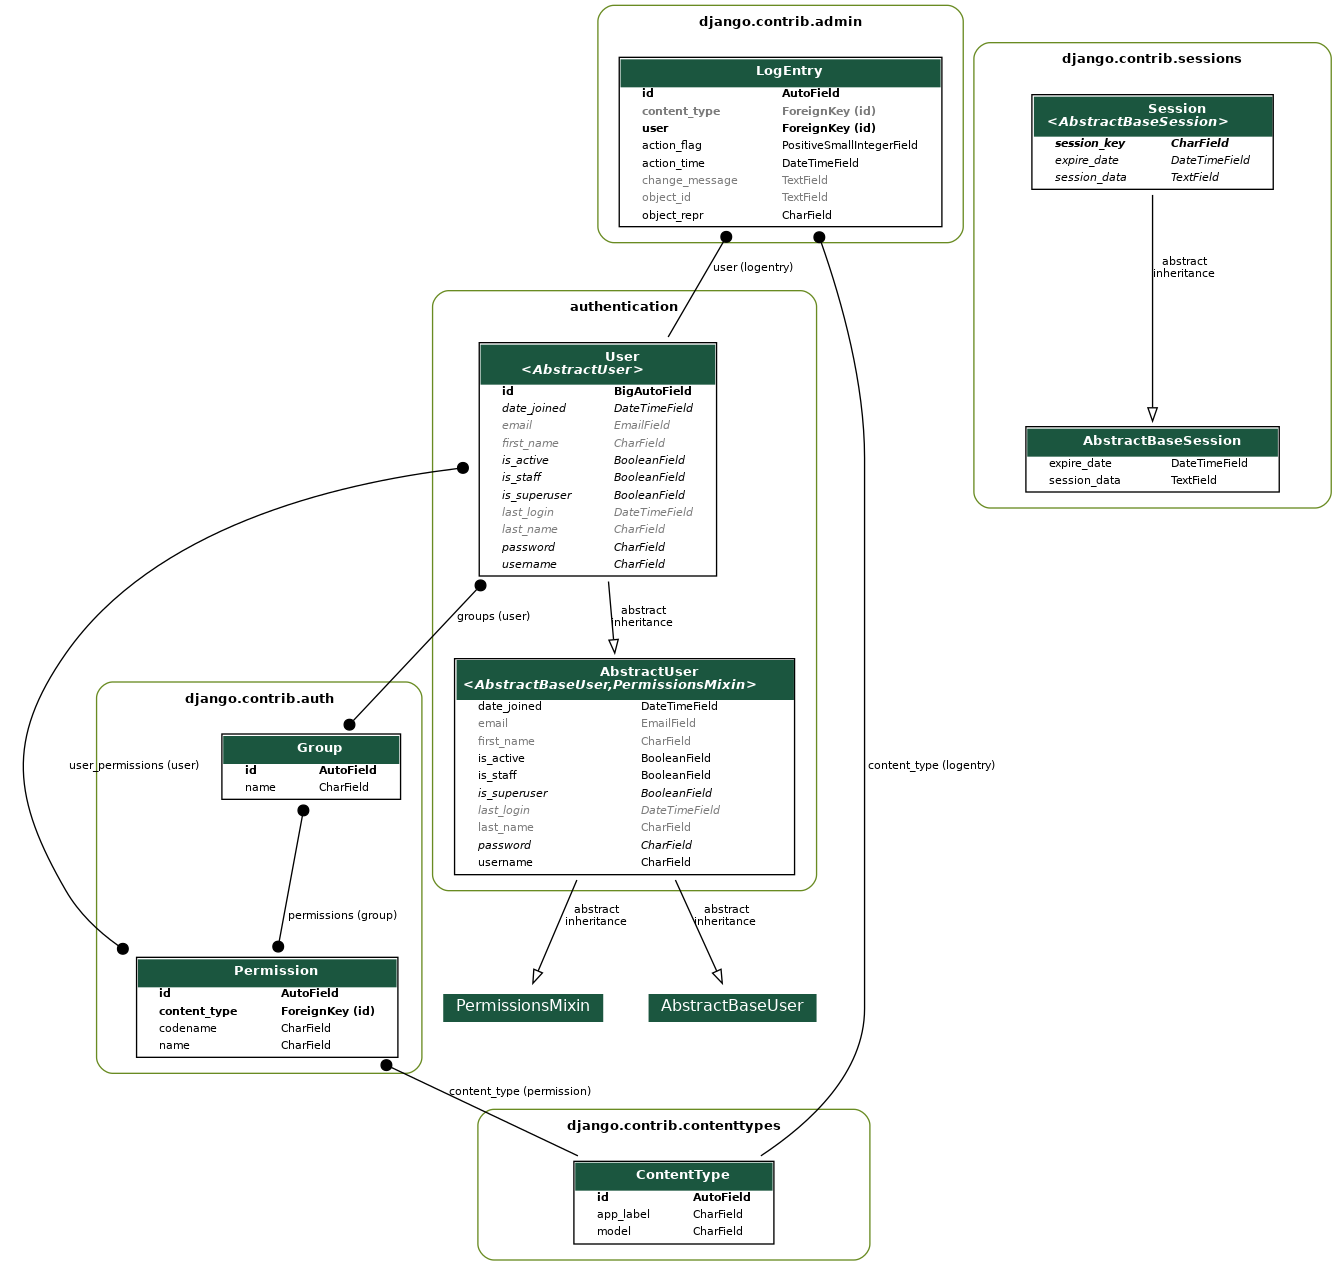 django.contrib.admin
LogEntry
id AutoField
content_type ForeignKey (id)
user ForeignKey (id)
action_flag PositiveSmallIntegerField
action_time DateTimeField
change_message TextField
object_id TextField
object_repr CharField
django.contrib.sessions
Session
<AbstractBaseSession>
session_key CharField
expire_date DateTimeField
session_data TextField
abstract
inheritance
AbstractBaseSession
expire_date DateTimeField
session_data TextField
user (logentry)
authentication
User
<AbstractUser>
id BigAutoField
date_joined DateTimeField
email EmailField
first_name CharField
is_active BooleanField
is_staff BooleanField
is_superuser BooleanField
last_login DateTimeField
last_name CharField
password CharField
username CharField
groups (user)
abstract
inheritance
AbstractUser
<AbstractBaseUser,PermissionsMixin>
date_joined DateTimeField
email EmailField
first_name CharField
is_active BooleanField
is_staff BooleanField
is_superuser BooleanField
last_login DateTimeField
last_name CharField
password CharField
username CharField
django.contrib.auth
Group
id AutoField
name CharField
user_permissions (user)
content_type (logentry)
permissions (group)
abstract
inheritance
abstract
inheritance
Permission
id AutoField
content_type ForeignKey (id)
codename CharField
name CharField
PermissionsMixin
AbstractBaseUser
content_type (permission)
django.contrib.contenttypes
ContentType
id AutoField
app_label CharField
model CharField